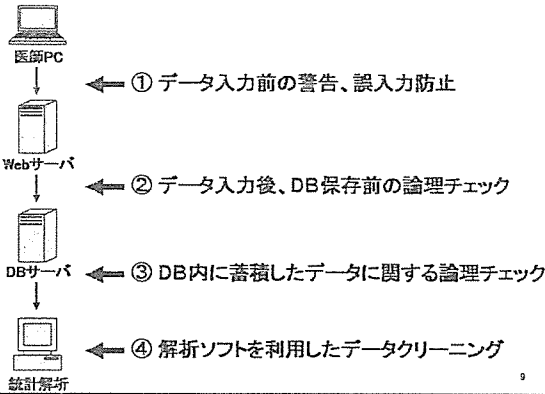 医師PC
① データ入力前の警告、誤入力防止
Webサーバ
② データ入力後、DB保存前の論理チェック
DBサーバ
③ DB内に蓄積したデータに関する論理チェック
④ 解析ソフトを利用したデータクリーニング
統計解析
9